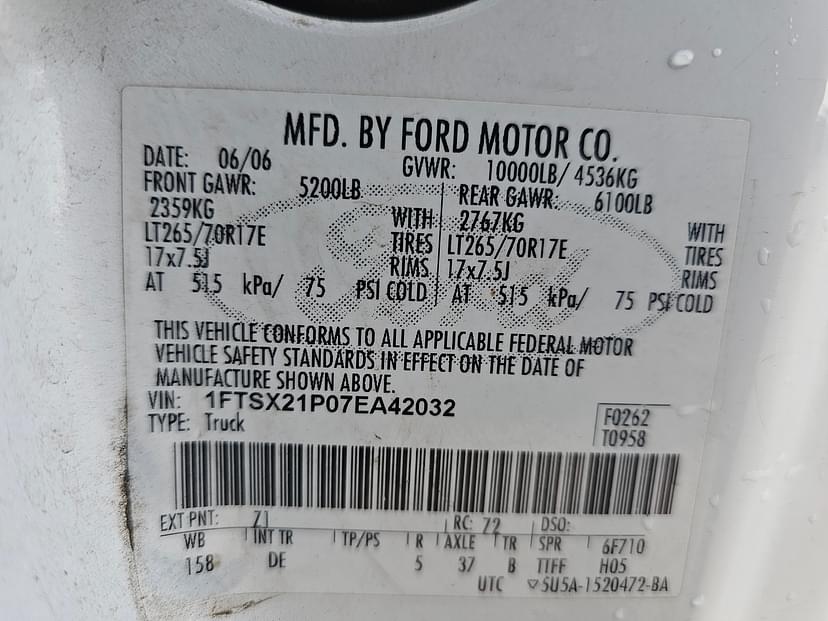 MFD. BY FORD MOTOR CO.
DATE: 06/06 GVWR: 10000LB/ 4536KG
FRONT GAWR: 5200LB REAR GAWR: 6100LB
2359KG WITH 2767KG WITH
LT265/70R17E TIRES LT265/70R17E TIRES
17x7.5J RIMS 17x7.5J RIMS
AT 515 kPa/ 75 PSI COLD AT 515 kPa/ 75 PSI COLD
THIS VEHICLE CONFORMS TO ALL APPLICABLE FEDERAL MOTOR
VEHICLE SAFETY STANDARDS IN EFFECT ON THE DATE OF
MANUFACTURE SHOWN ABOVE.
VIN: 1FTSX21P07EA42032
TYPE: Truck
F0262
T0958
EXT PNT: Z1 RC: 72 DSO:
WB INT TR TP/PS R AXLE TR SPR 6F710
158 DE 5 37 B TTFF H05
UTC 5U5A-1520472-BA